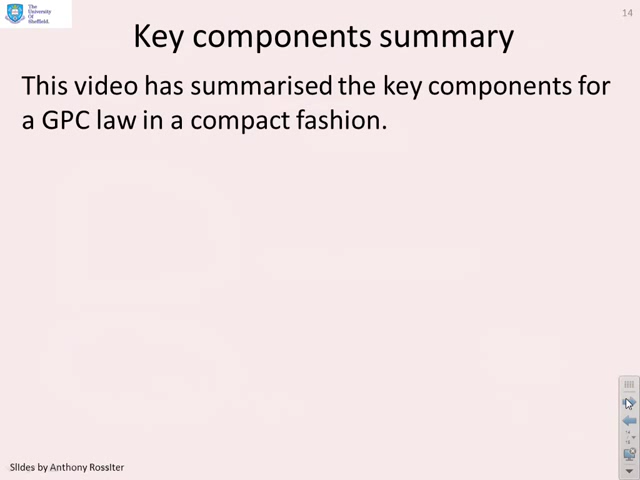 The
University
Of
Sheffield.
14
Key components summary
This video has summarised the key components for
a GPC law in a compact fashion.
Slides by Anthony Rossiter